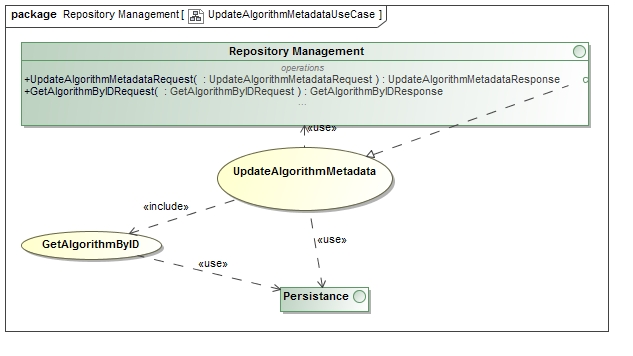 package Repository Management [ UpdateAlgorithmMetadataUseCase ]
Repository Management
operations
+UpdateAlgorithmMetadataRequest( : UpdateAlgorithmMetadataRequest ) : UpdateAlgorithmMetadataResponse
+GetAlgorithmByIDRequest( : GetAlgorithmByIDRequest ) : GetAlgorithmByIDResponse
...
«use»
UpdateAlgorithmMetadata
«include»
GetAlgorithmByID
«use»
«use»
Persistance